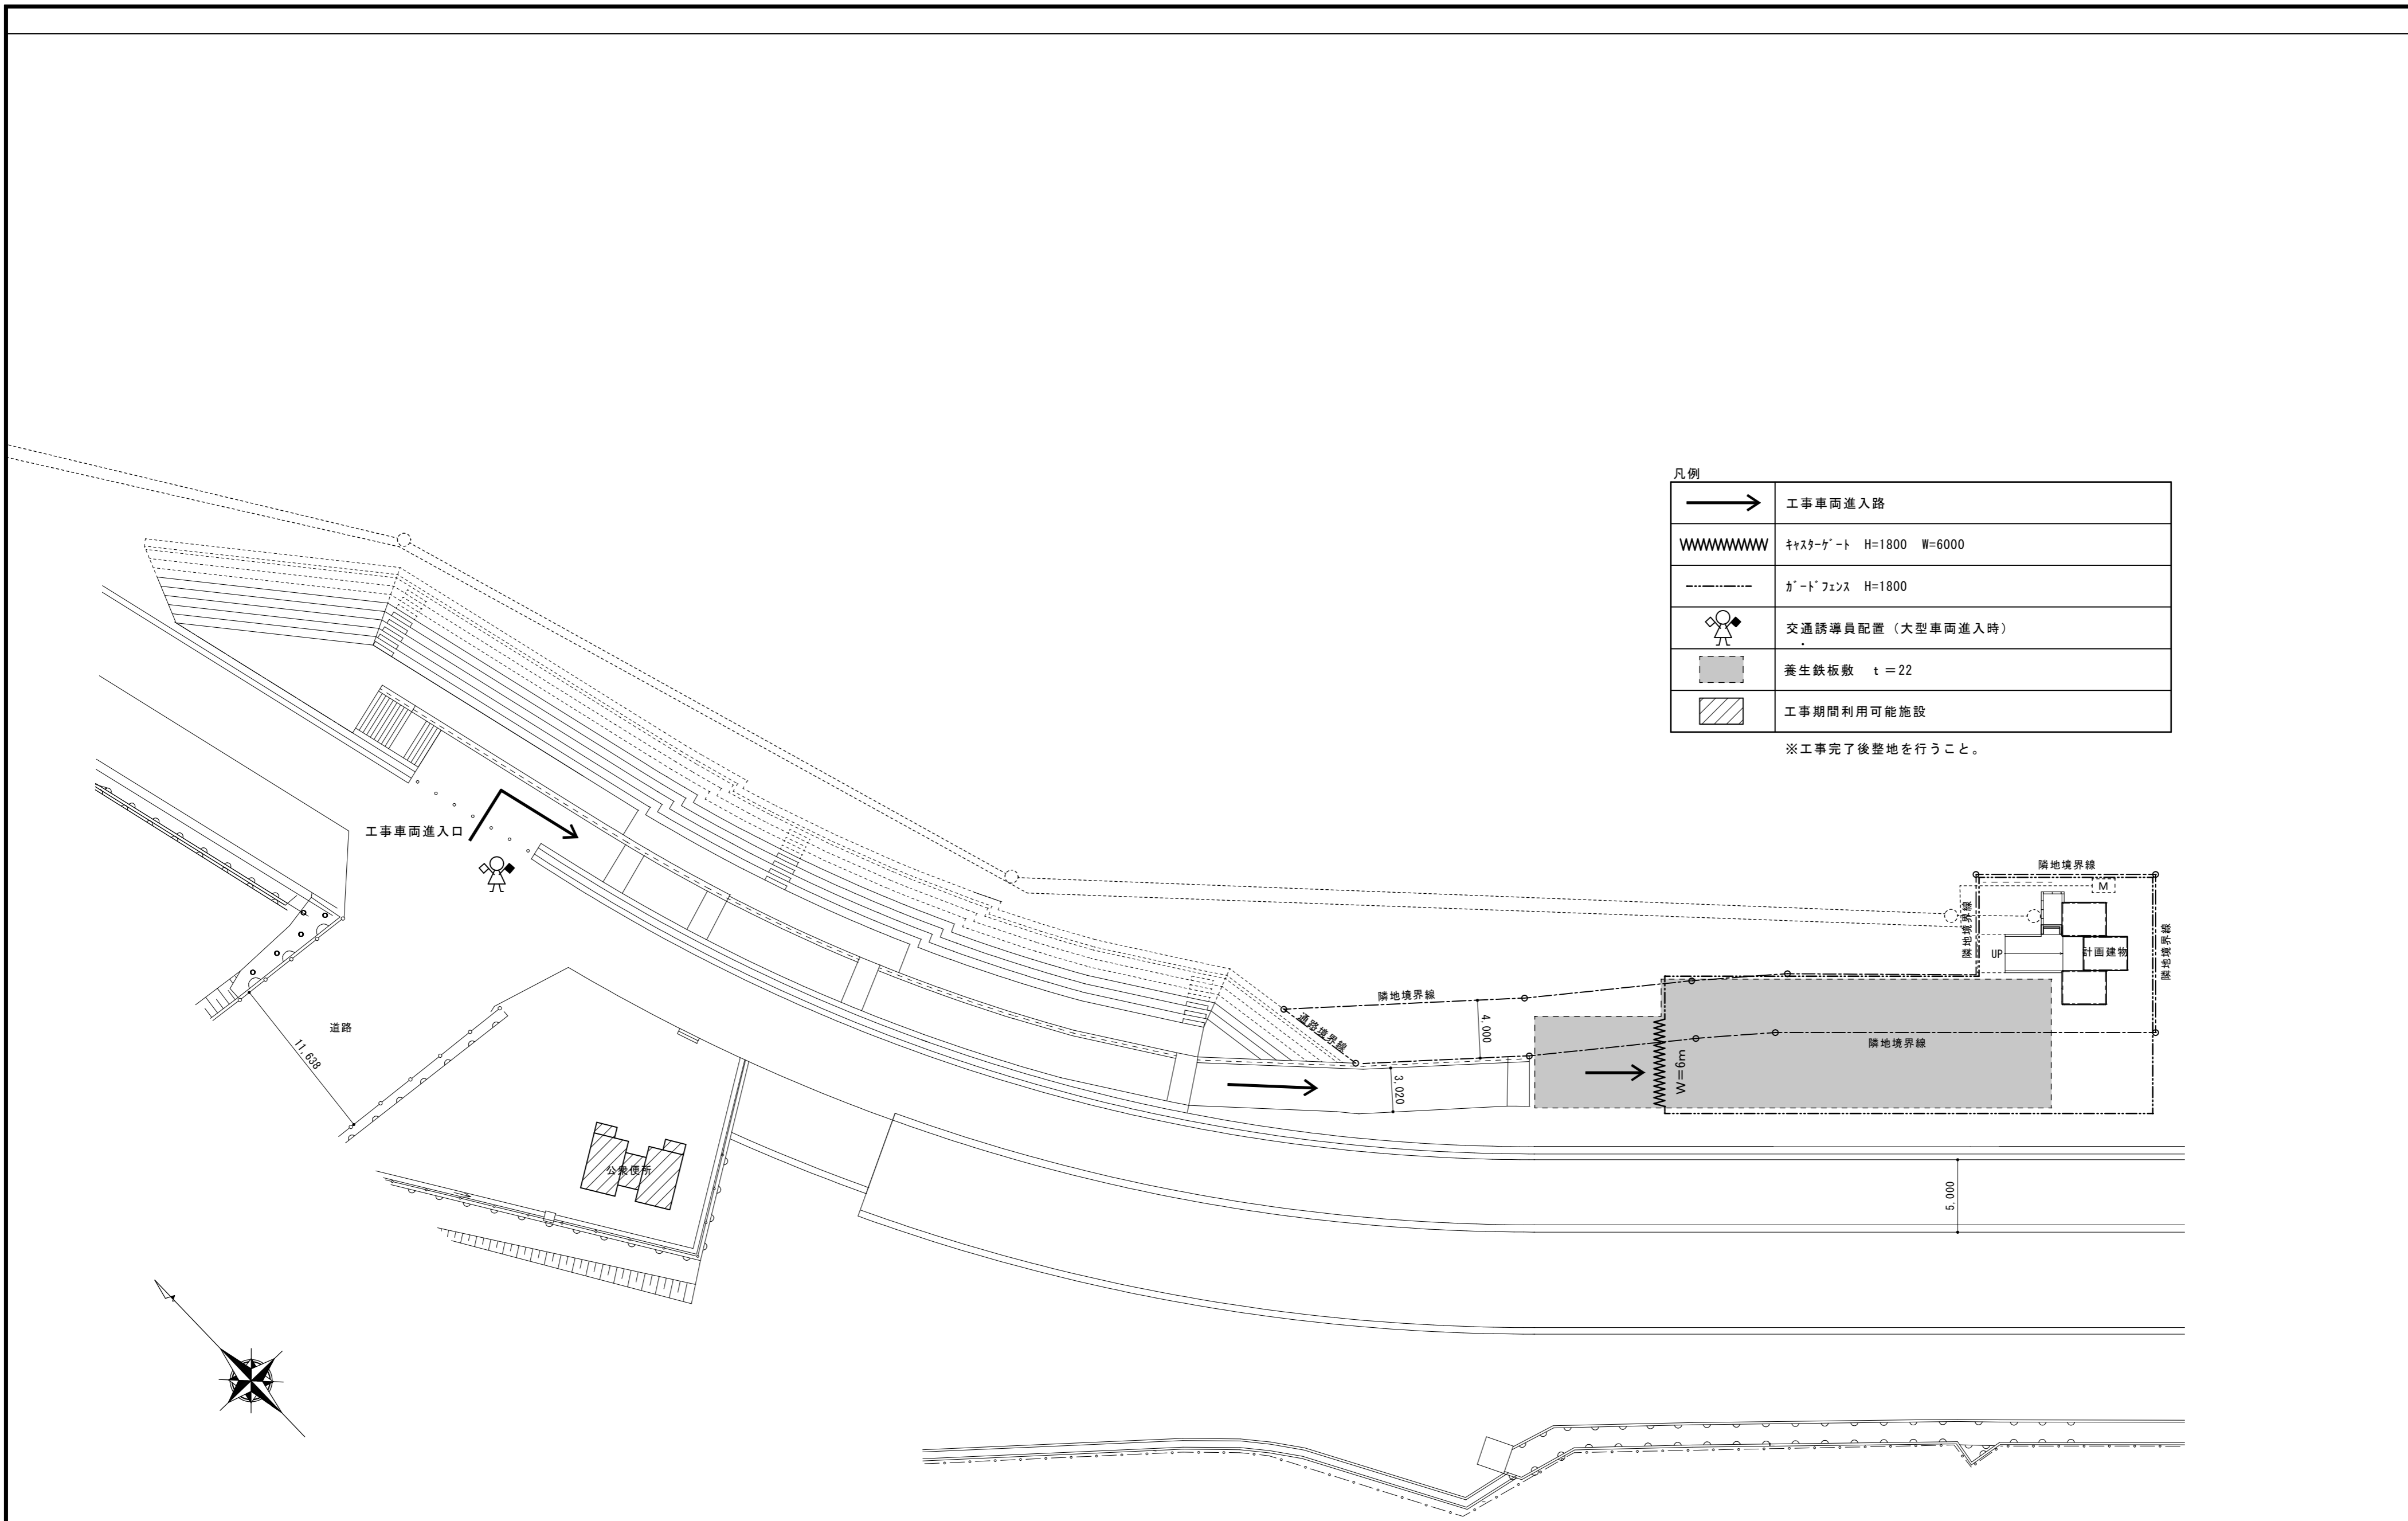 凡例
工事車両進入路
ｷｬｽﾀｰｹﾞｰﾄ H=1800 W=6000
ｶﾞｰﾄﾞﾌｪﾝｽ H=1800
交通誘導員配置（大型車両進入時）
養生鉄板敷 t＝22
工事期間利用可能施設
※工事完了後整地を行うこと。
工事車両進入口
道路
11,638
公衆便所
隣地境界線
通路境界線
4,000
3,020
W=6m
隣地境界線
隣地境界線
M
隣地境界線
UP
計画建物
隣地境界線
5,000